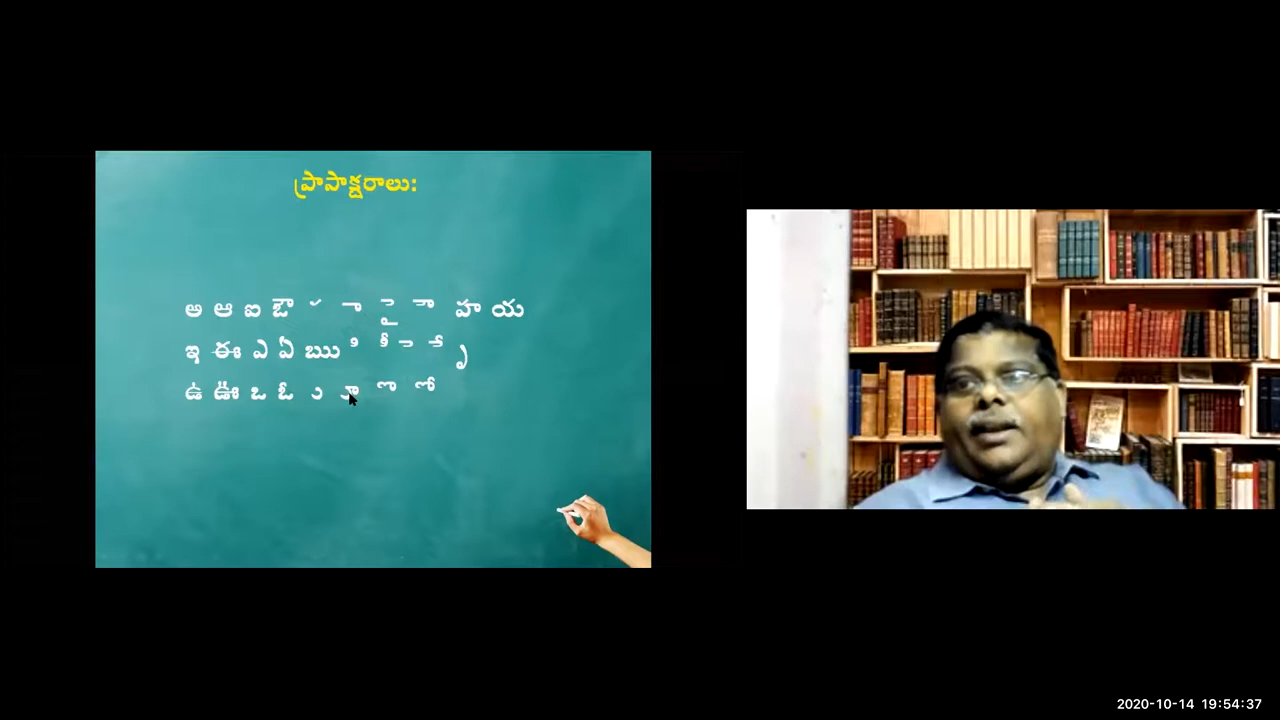 ప్రాపాక్షరాలు:
అ ఆ ఐ ఔ ఁ ా ై ౌ హ య
ఇ ఈ ఎ ఏ ఋ ి ీ ె ే ృ
ఉ ఊ ఒ ఓ ు ూ ొ ో
2020-10-14 19:54:37